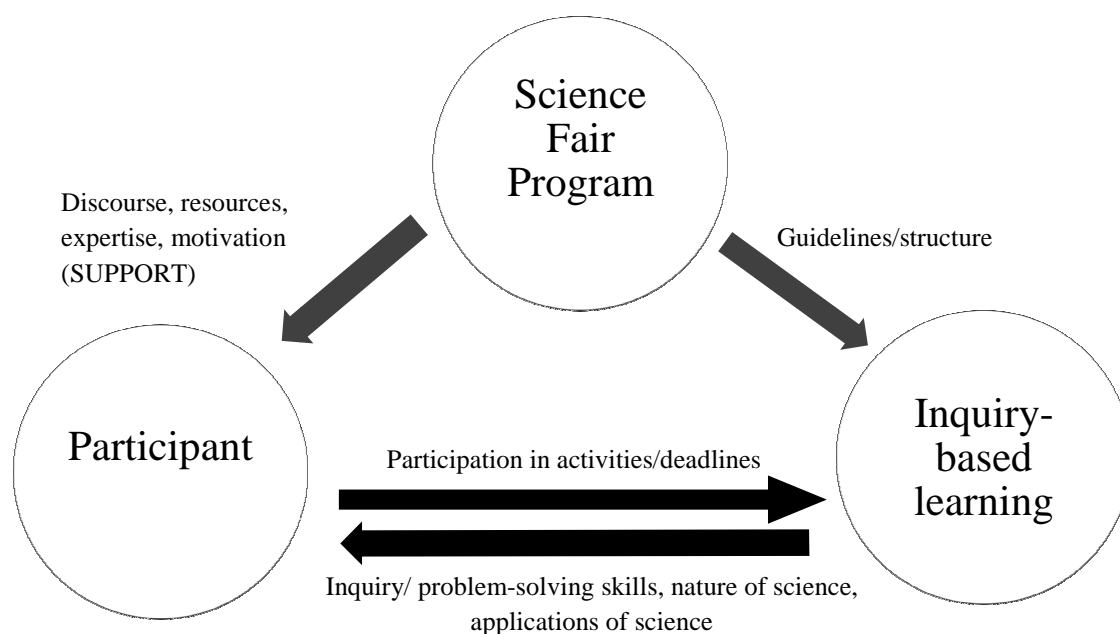 Science
Fair
Program
Discourse, resources,
expertise, motivation
(SUPPORT)
Guidelines/structure
Participant
Inquiry-
based
learning
Participation in activities/deadlines
Inquiry/ problem-solving skills, nature of science,
applications of science